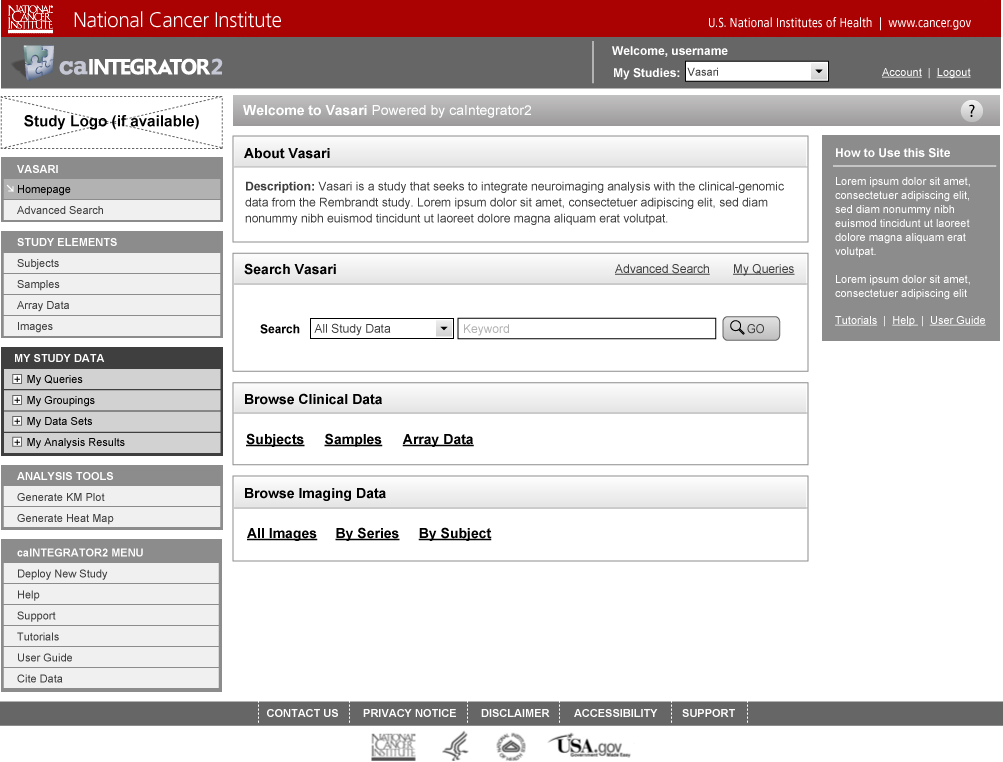 NATIONAL
CANCER
INSTITUTE
National Cancer Institute
U.S. National Institutes of Health | www.cancer.gov
caINTEGRATOR2
Welcome, username
My Studies: Vasari
Account | Logout
Study Logo (if available)
Welcome to Vasari Powered by caIntegrator2
?
VASARI
Homepage
Advanced Search
STUDY ELEMENTS
Subjects
Samples
Array Data
Images
MY STUDY DATA
My Queries
My Groupings
My Data Sets
My Analysis Results
ANALYSIS TOOLS
Generate KM Plot
Generate Heat Map
caINTEGRATOR2 MENU
Deploy New Study
Help
Support
Tutorials
User Guide
Cite Data
About Vasari
Description: Vasari is a study that seeks to integrate neuroimaging analysis with the clinical-genomic
data from the Rembrandt study. Lorem ipsum dolor sit amet, consectetuer adipiscing elit, sed diam
nonummy nibh euismod tincidunt ut laoreet dolore magna aliquam erat volutpat.
Search Vasari
Advanced Search
My Queries
Search All Study Data Keyword GO
Browse Clinical Data
Subjects Samples Array Data
Browse Imaging Data
All Images By Series By Subject
How to Use this Site
Lorem ipsum dolor sit amet,
consectetuer adipiscing elit,
sed diam nonummy nibh
euismod tincidunt ut laoreet
dolore magna aliquam erat
volutpat.
Lorem ipsum dolor sit amet,
consectetuer adipiscing elit
Tutorials | Help | User Guide
CONTACT US PRIVACY NOTICE DISCLAIMER ACCESSIBILITY SUPPORT
NATIONAL
CANCER
INSTITUTE
USA.gov
Government Made Easy